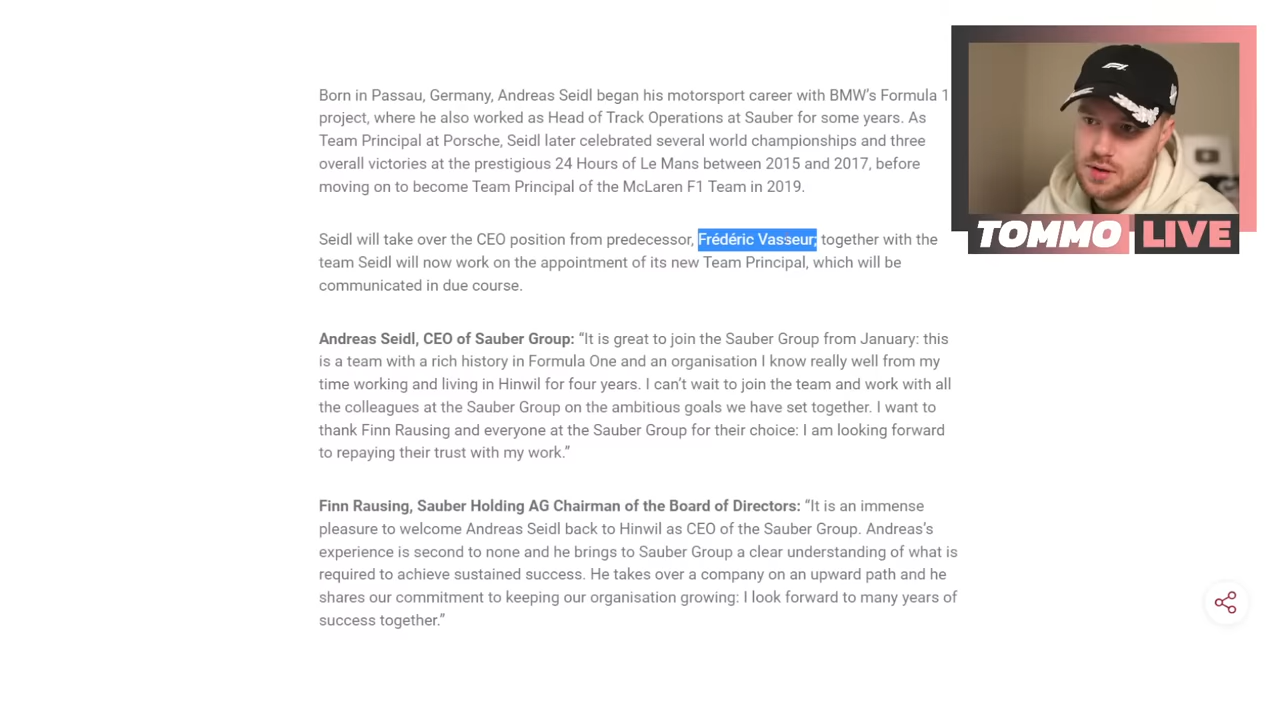 Born in Passau, Germany, Andreas Seidl began his motorsport career with BMW’s Formula 1
project, where he also worked as Head of Track Operations at Sauber for some years. As
Team Principal at Porsche, Seidl later celebrated several world championships and three
overall victories at the prestigious 24 Hours of Le Mans between 2015 and 2017, before
moving on to become Team Principal of the McLaren F1 Team in 2019.
Seidl will take over the CEO position from predecessor, Frédéric Vasseur; together with the
team Seidl will now work on the appointment of its new Team Principal, which will be
communicated in due course.
Andreas Seidl, CEO of Sauber Group: “It is great to join the Sauber Group from January: this
is a team with a rich history in Formula One and an organisation I know really well from my
time working and living in Hinwil for four years. I can’t wait to join the team and work with all
the colleagues at the Sauber Group on the ambitious goals we have set together. I want to
thank Finn Rausing and everyone at the Sauber Group for their choice: I am looking forward
to repaying their trust with my work.”
Finn Rausing, Sauber Holding AG Chairman of the Board of Directors: “It is an immense
pleasure to welcome Andreas Seidl back to Hinwil as CEO of the Sauber Group. Andreas’s
experience is second to none and he brings to Sauber Group a clear understanding of what is
required to achieve sustained success. He takes over a company on an upward path and he
shares our commitment to keeping our organisation growing: I look forward to many years of
success together.”
F1
TOMMO LIVE